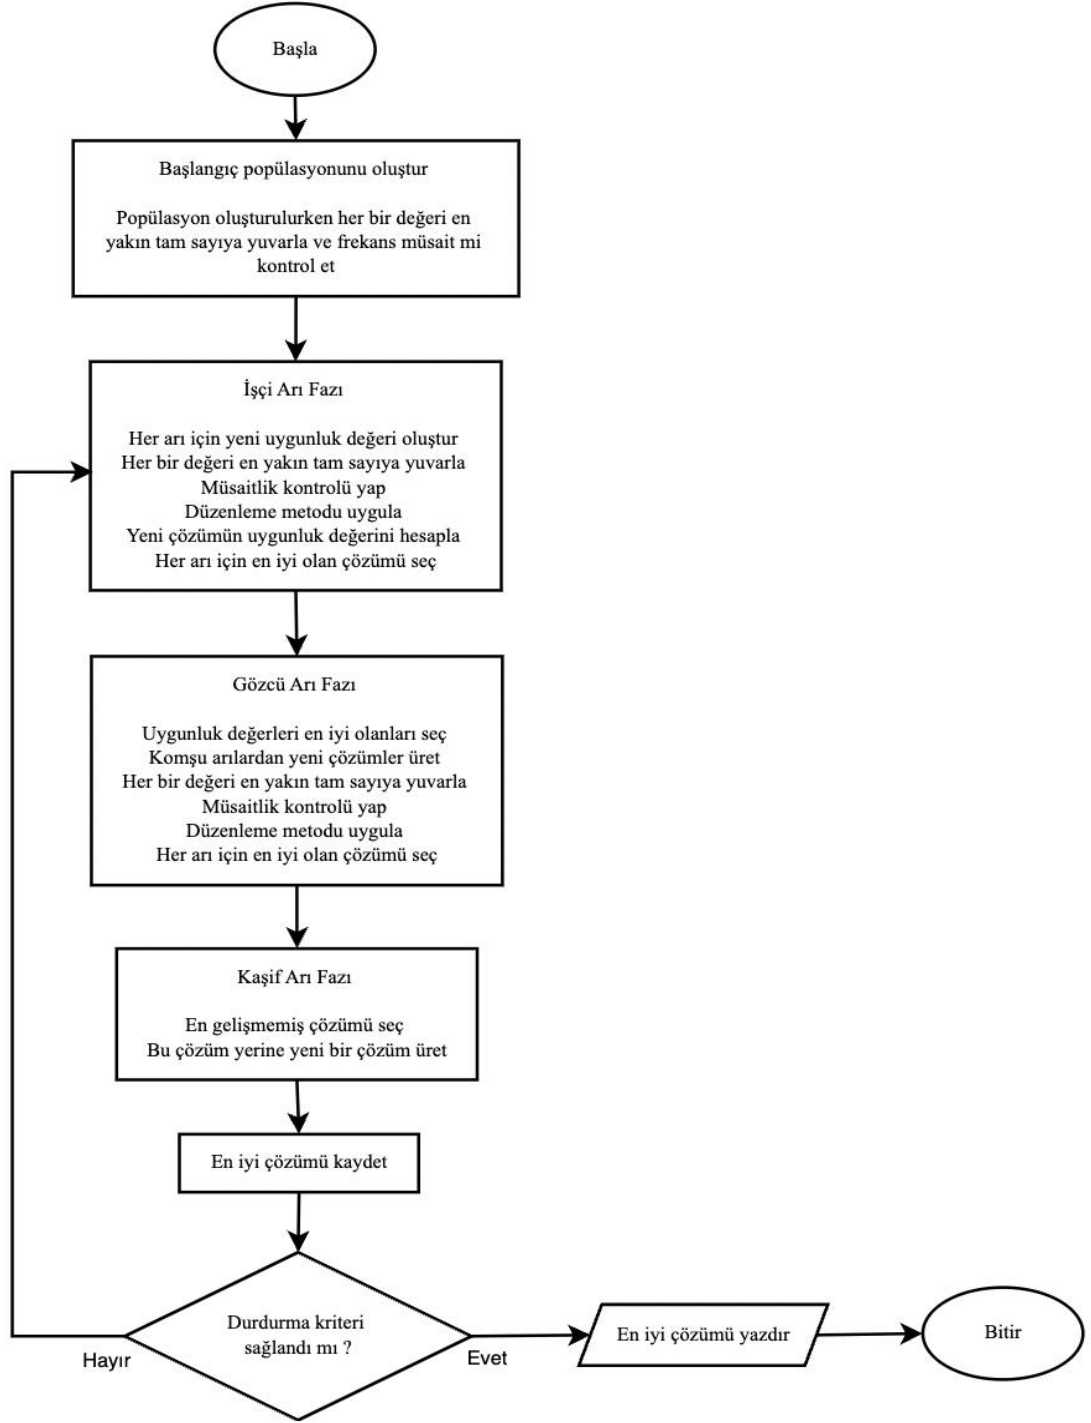 Başla
Başlangıç popülasyonunu oluştur
Popülasyon oluşturulurken her bir değeri en
yakın tam sayıya yuvarla ve frekans müsait mi
kontrol et
İşçi Arı Fazı
Her arı için yeni uygunluk değeri oluştur
Her bir değeri en yakın tam sayıya yuvarla
Müsaitlik kontrolü yap
Düzenleme metodu uygula
Yeni çözümün uygunluk değerini hesapla
Her arı için en iyi olan çözümü seç
Gözcü Arı Fazı
Uygunluk değerleri en iyi olanları seç
Komşu arılardan yeni çözümler üret
Her bir değeri en yakın tam sayıya yuvarla
Müsaitlik kontrolü yap
Düzenleme metodu uygula
Her arı için en iyi olan çözümü seç
Kaşif Arı Fazı
En gelişmemiş çözümü seç
Bu çözüm yerine yeni bir çözüm üret
En iyi çözümü kaydet
Durdurma kriteri
sağlandı mı ?
Hayır
Evet
En iyi çözümü yazdır
Bitir